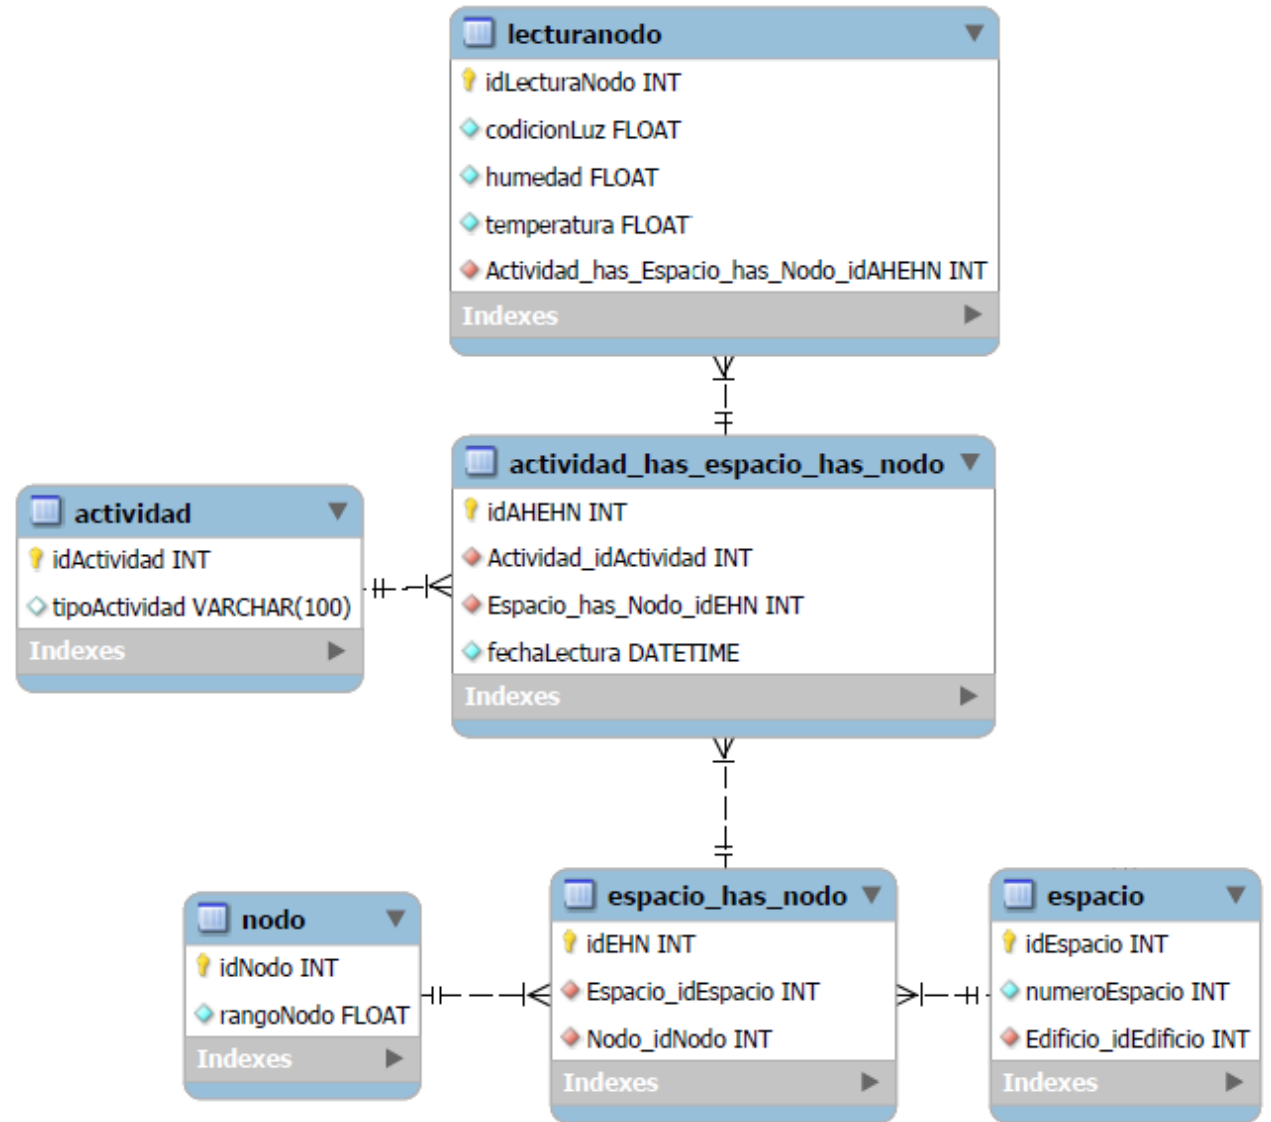 lecturanodo
idLecturaNodo INT
codicionLuz FLOAT
humedad FLOAT
temperatura FLOAT
Actividad_has_Espacio_has_Nodo_idAHEHN INT
Indexes
actividad_has_espacio_has_nodo
idAHEHN INT
Actividad_idActividad INT
Espacio_has_Nodo_idEHN INT
fechaLectura DATETIME
Indexes
actividad
idActividad INT
tipoActividad VARCHAR(100)
Indexes
nodo
idNodo INT
rangoNodo FLOAT
Indexes
espacio_has_nodo
idEHN INT
Espacio_idEspacio INT
Nodo_idNodo INT
Indexes
espacio
idEspacio INT
numeroEspacio INT
Edificio_idEdificio INT
Indexes